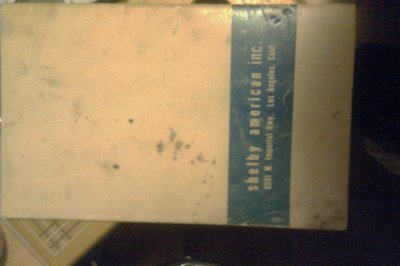 shelby american inc.
6501 W. Imperial Hwy. Los Angeles, Calif.